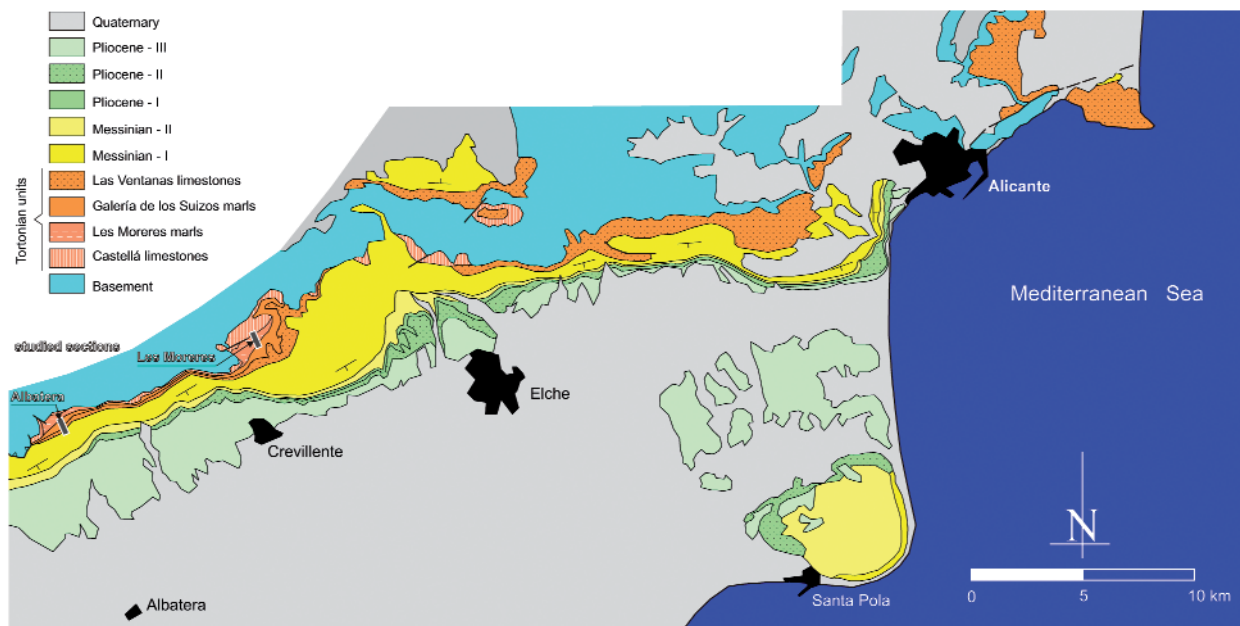 Quaternary
Pliocene - III
Pliocene - II
Pliocene - I
Messinian - II
Messinian - I
Tortonian units
Las Ventanas limestones
Galería de los Suizos marls
Les Moreres marls
Castellá limestones
Basement
studied sections
Les Moreres
Albatera
Alicante
Mediterranean Sea
Elche
Crevillente
Albatera
Santa Pola
N
0 5 10 km